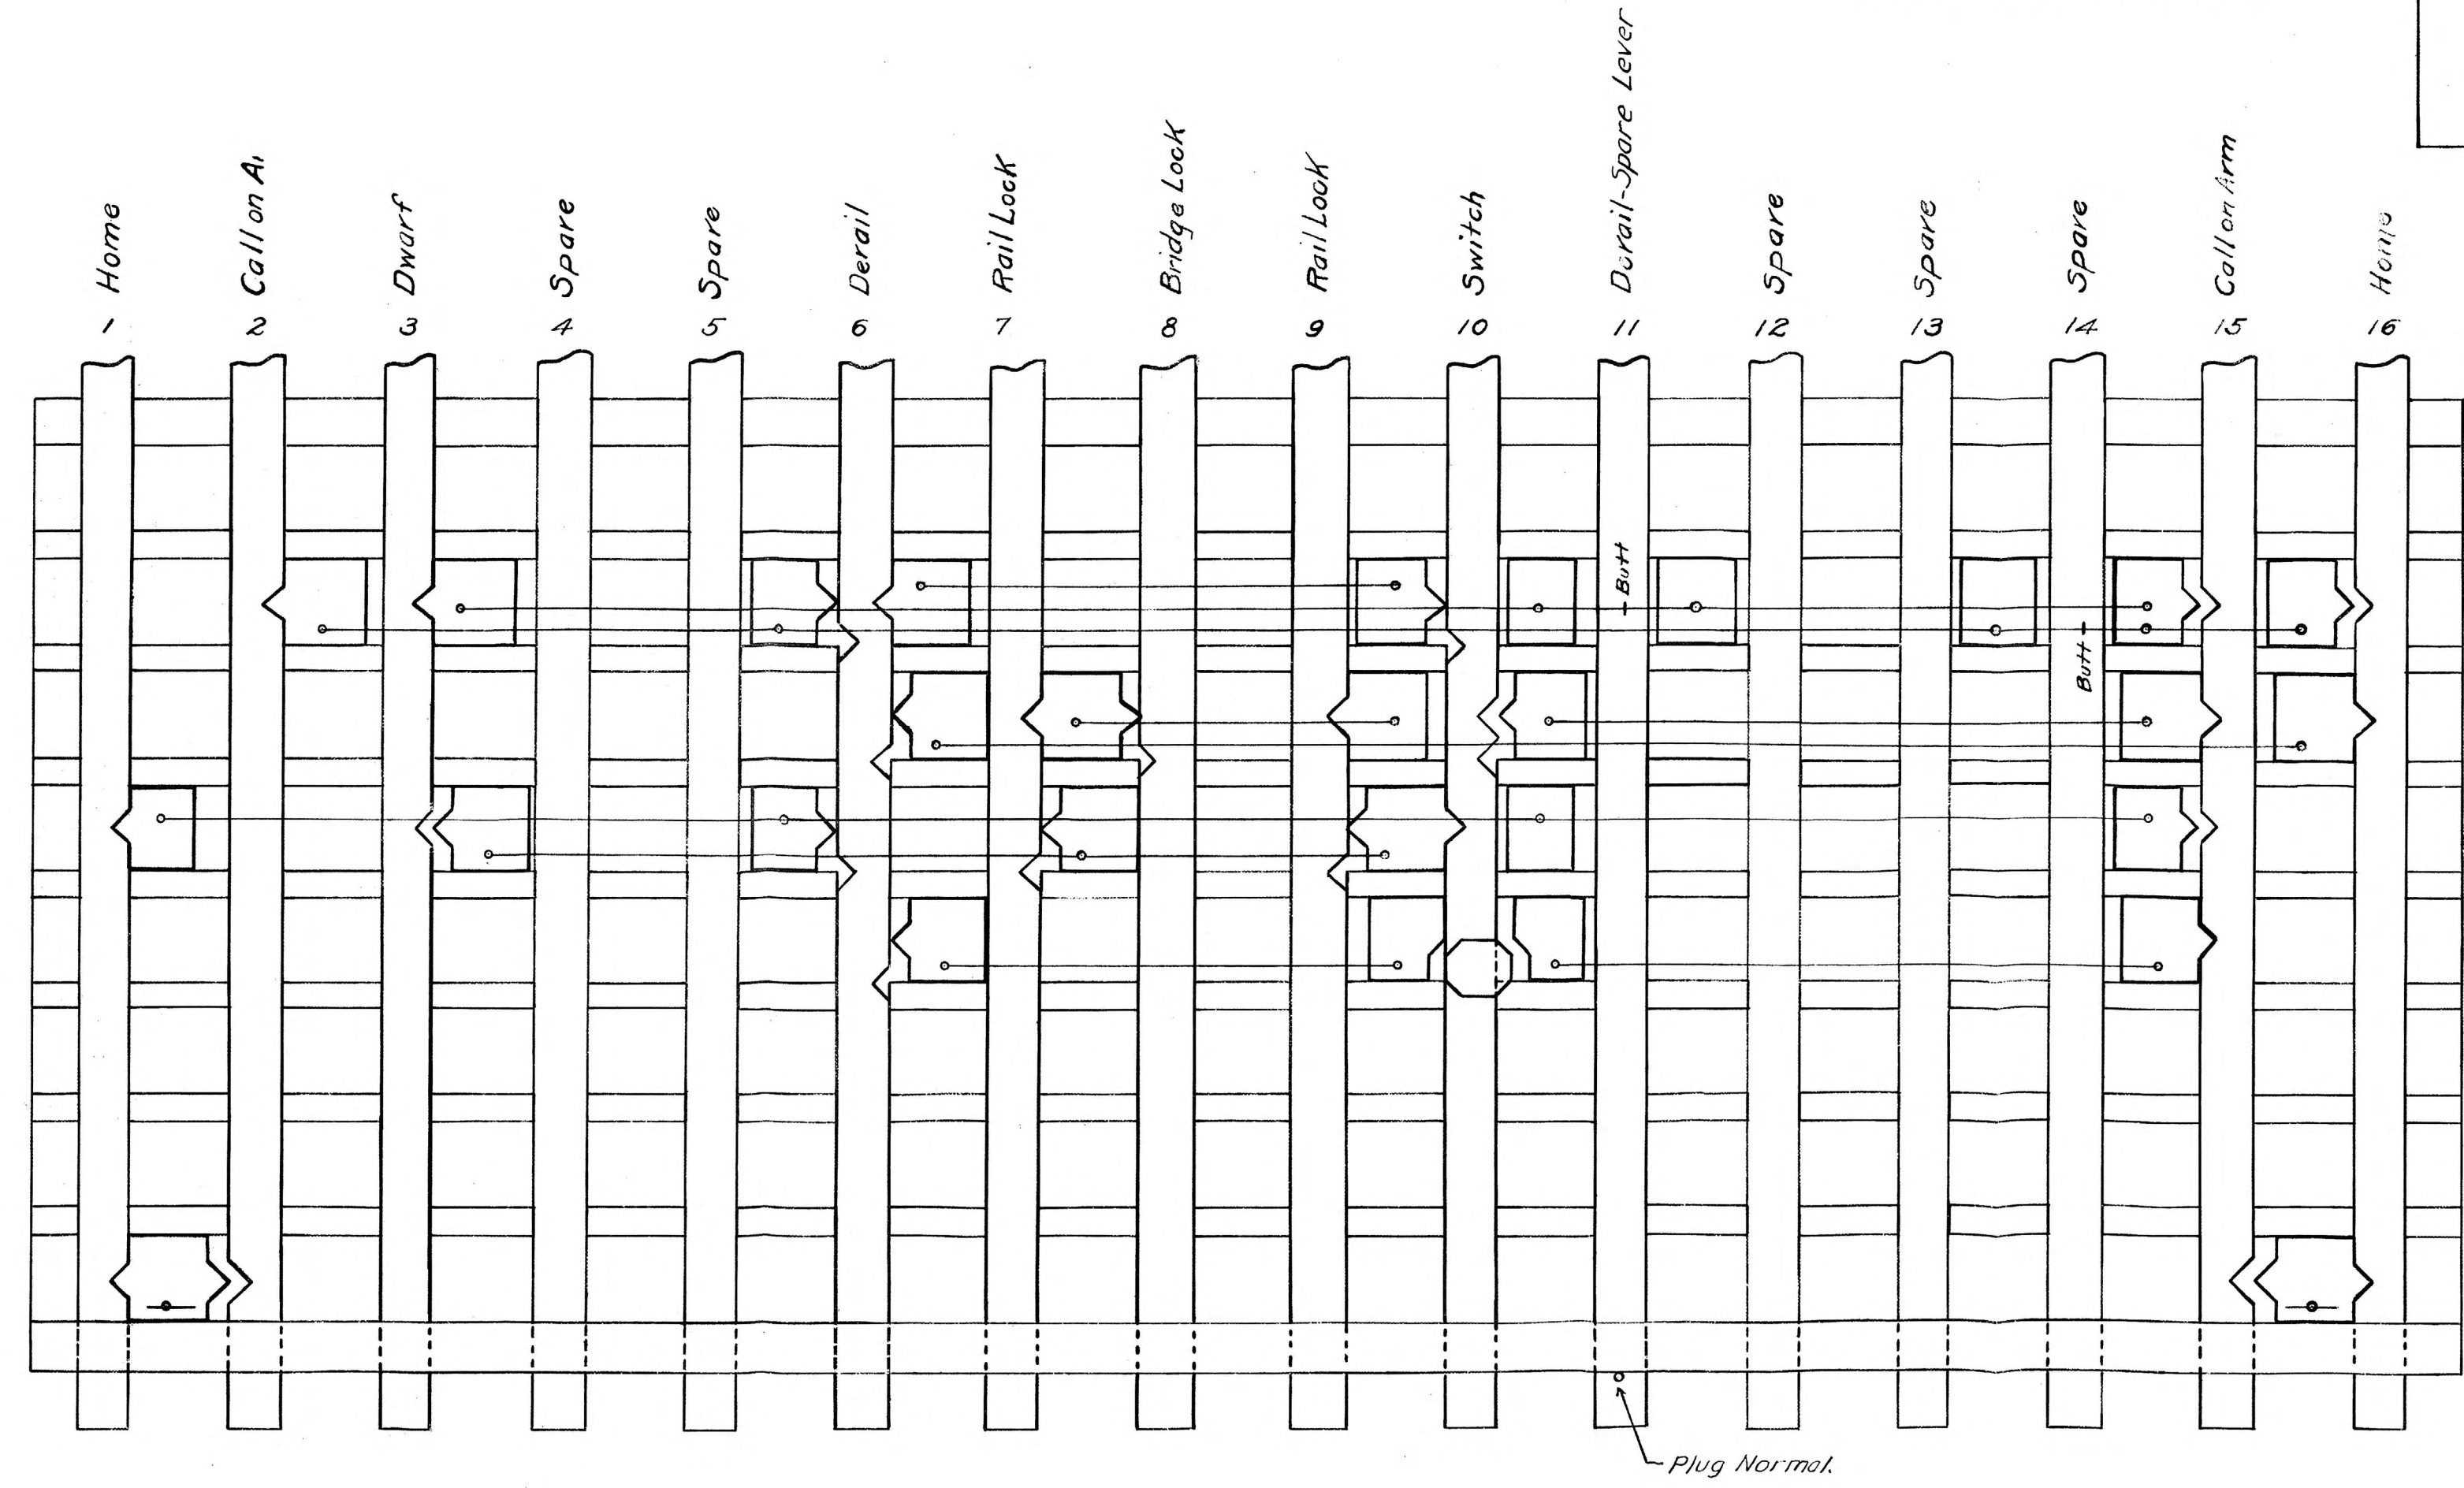 Home
Call on A
Dwarf
Spare
Spare
Derail
Rail Lock
Bridge Lock
Rail Lock
Switch
Derail-Spare Lever
Spare
Spare
Spare
Call on Arm
Home
1 2 3 4 5 6 7 8 9 10 11 12 13 14 15 16
Butt
Butt
Plug Normal.